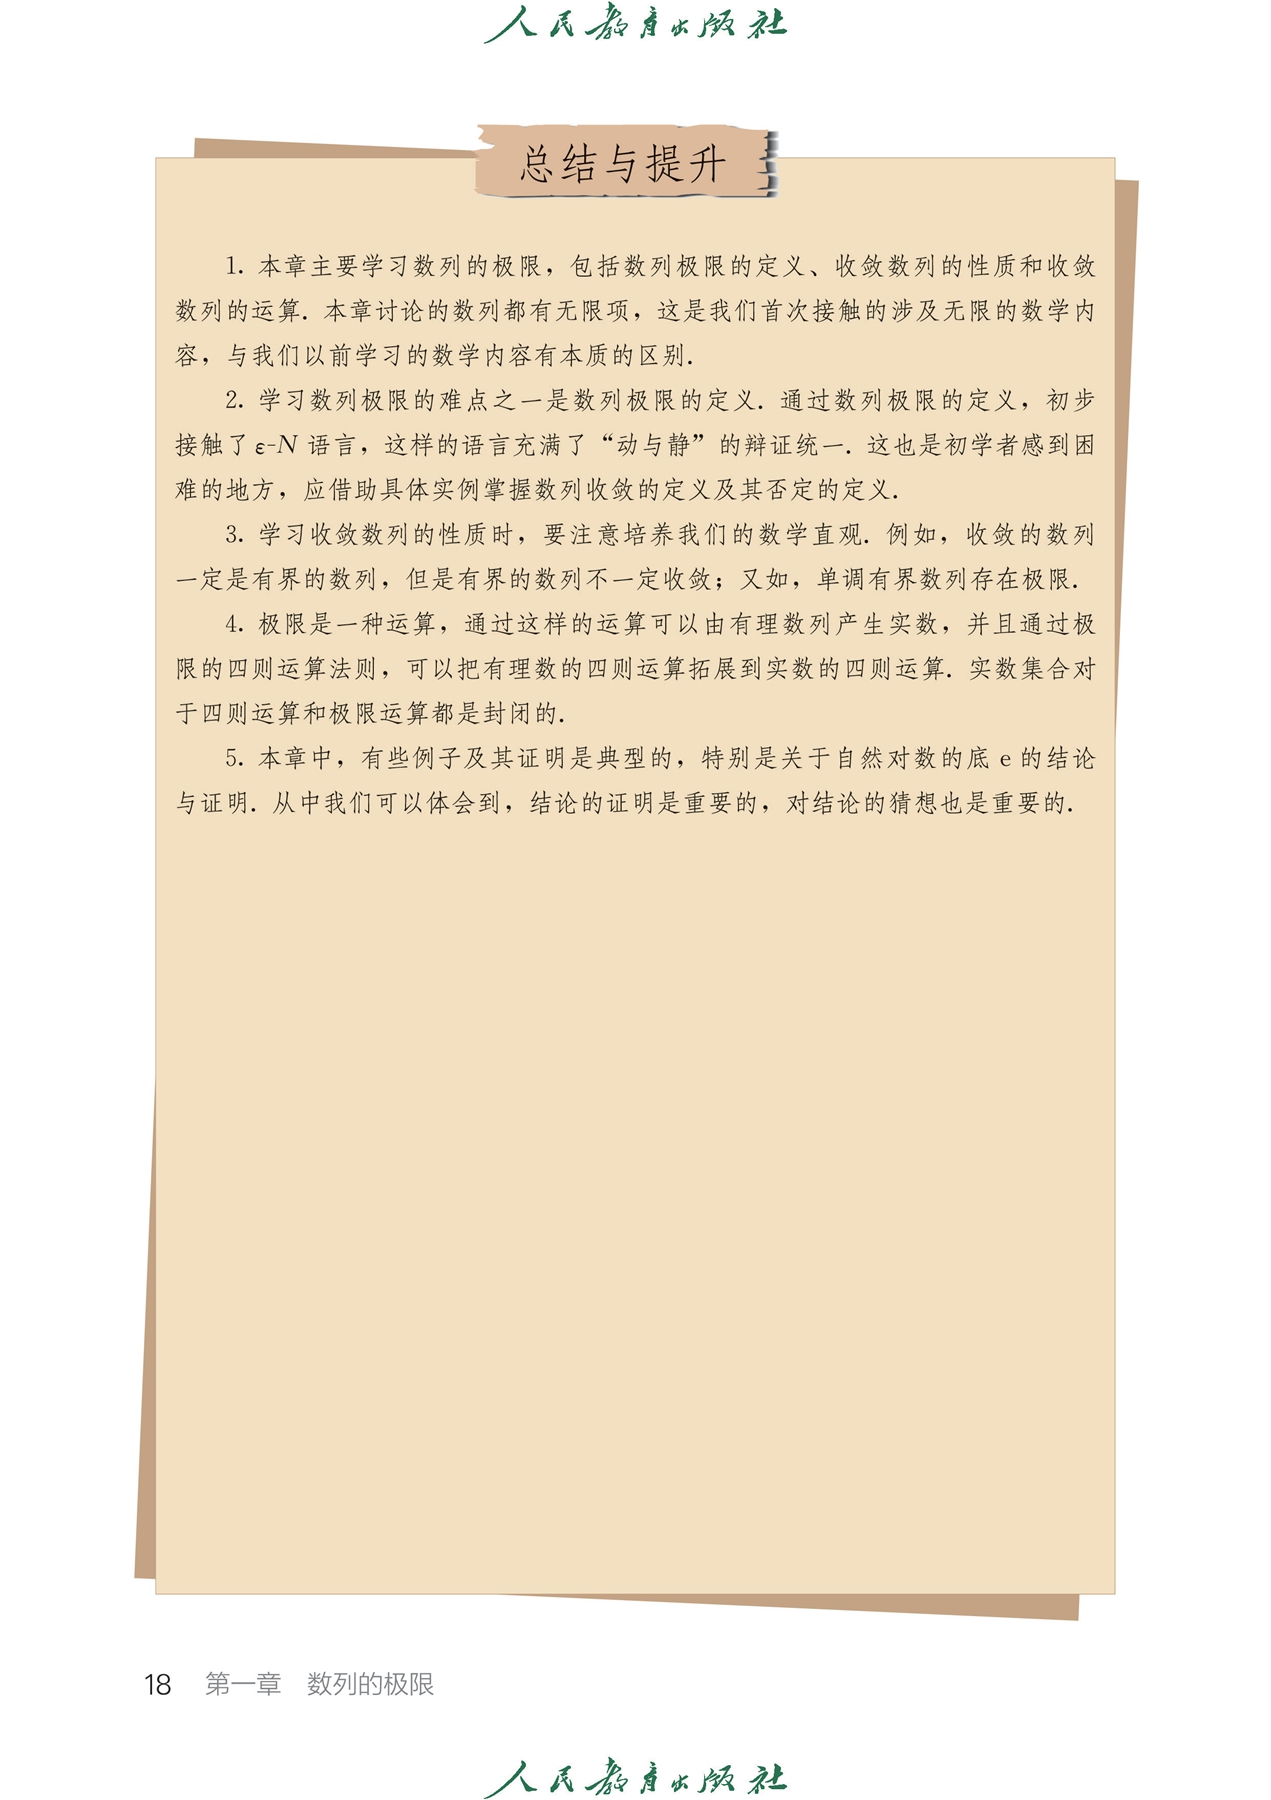 人民教育出版社
总结与提升
1. 本章主要学习数列的极限，包括数列极限的定义、收敛数列的性质和收敛
数列的运算. 本章讨论的数列都有无限项，这是我们首次接触的涉及无限的数学内
容，与我们以前学习的数学内容有本质的区别.
2. 学习数列极限的难点之一是数列极限的定义. 通过数列极限的定义，初步
接触了 ε-N 语言，这样的语言充满了“动与静”的辩证统一. 这也是初学者感到困
难的地方，应借助具体实例掌握数列收敛的定义及其否定的定义.
3. 学习收敛数列的性质时，要注意培养我们的数学直观. 例如，收敛的数列
一定是有界的数列，但是有界的数列不一定收敛；又如，单调有界数列存在极限.
4. 极限是一种运算，通过这样的运算可以由有理数列产生实数，并且通过极
限的四则运算法则，可以把有理数的四则运算拓展到实数的四则运算. 实数集合对
于四则运算和极限运算都是封闭的.
5. 本章中，有些例子及其证明是典型的，特别是关于自然对数的底 e 的结论
与证明. 从中我们可以体会到，结论的证明是重要的，对结论的猜想也是重要的.
18 第一章 数列的极限
人民教育出版社